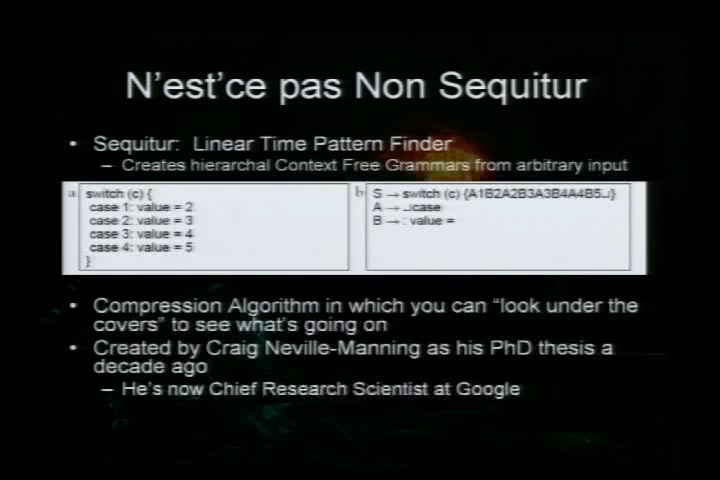 N'est'ce pas Non Sequitur
• Sequitur: Linear Time Pattern Finder
– Creates hierarchal Context Free Grammars from arbitrary input
a
switch (c) {
case 1: value = 2
case 2: value = 3
case 3: value = 4
case 4: value = 5
}
b
S → switch (c) {A1B2A2B3A3B4A4B5⎵}
A → ⎵case
B → : value =
• Compression Algorithm in which you can “look under the
covers” to see what's going on
• Created by Craig Neville-Manning as his PhD thesis a
decade ago
– He's now Chief Research Scientist at Google